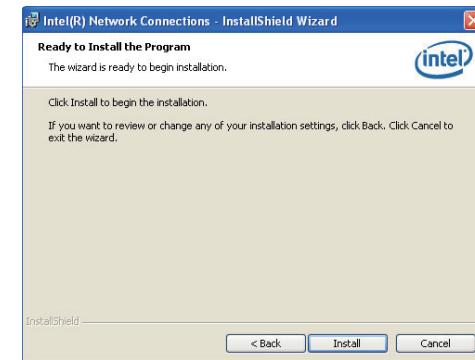 Intel(R) Network Connections - InstallShield Wizard
Ready to Install the Program
The wizard is ready to begin installation.
intel
Click Install to begin the installation.
If you want to review or change any of your installation settings, click Back. Click Cancel to
exit the wizard.
InstallShield
< Back Install Cancel